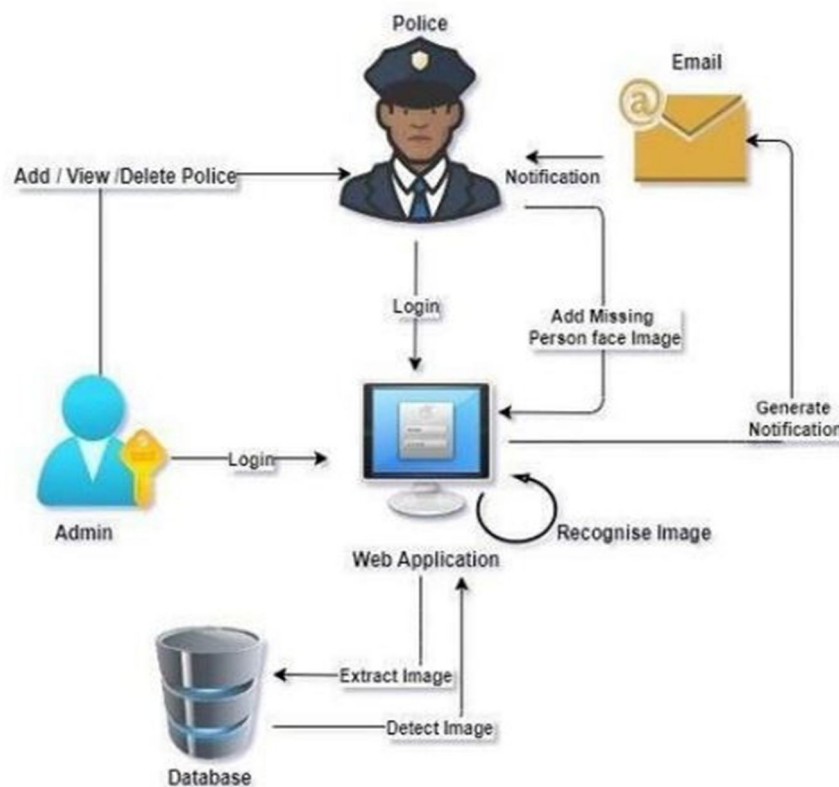 Police
Email
Add / View /Delete Police
Notification
Login
Add Missing
Person face Image
Generate
Notification
Login
Admin
Recognise Image
Web Application
Extract Image
Detect Image
Database